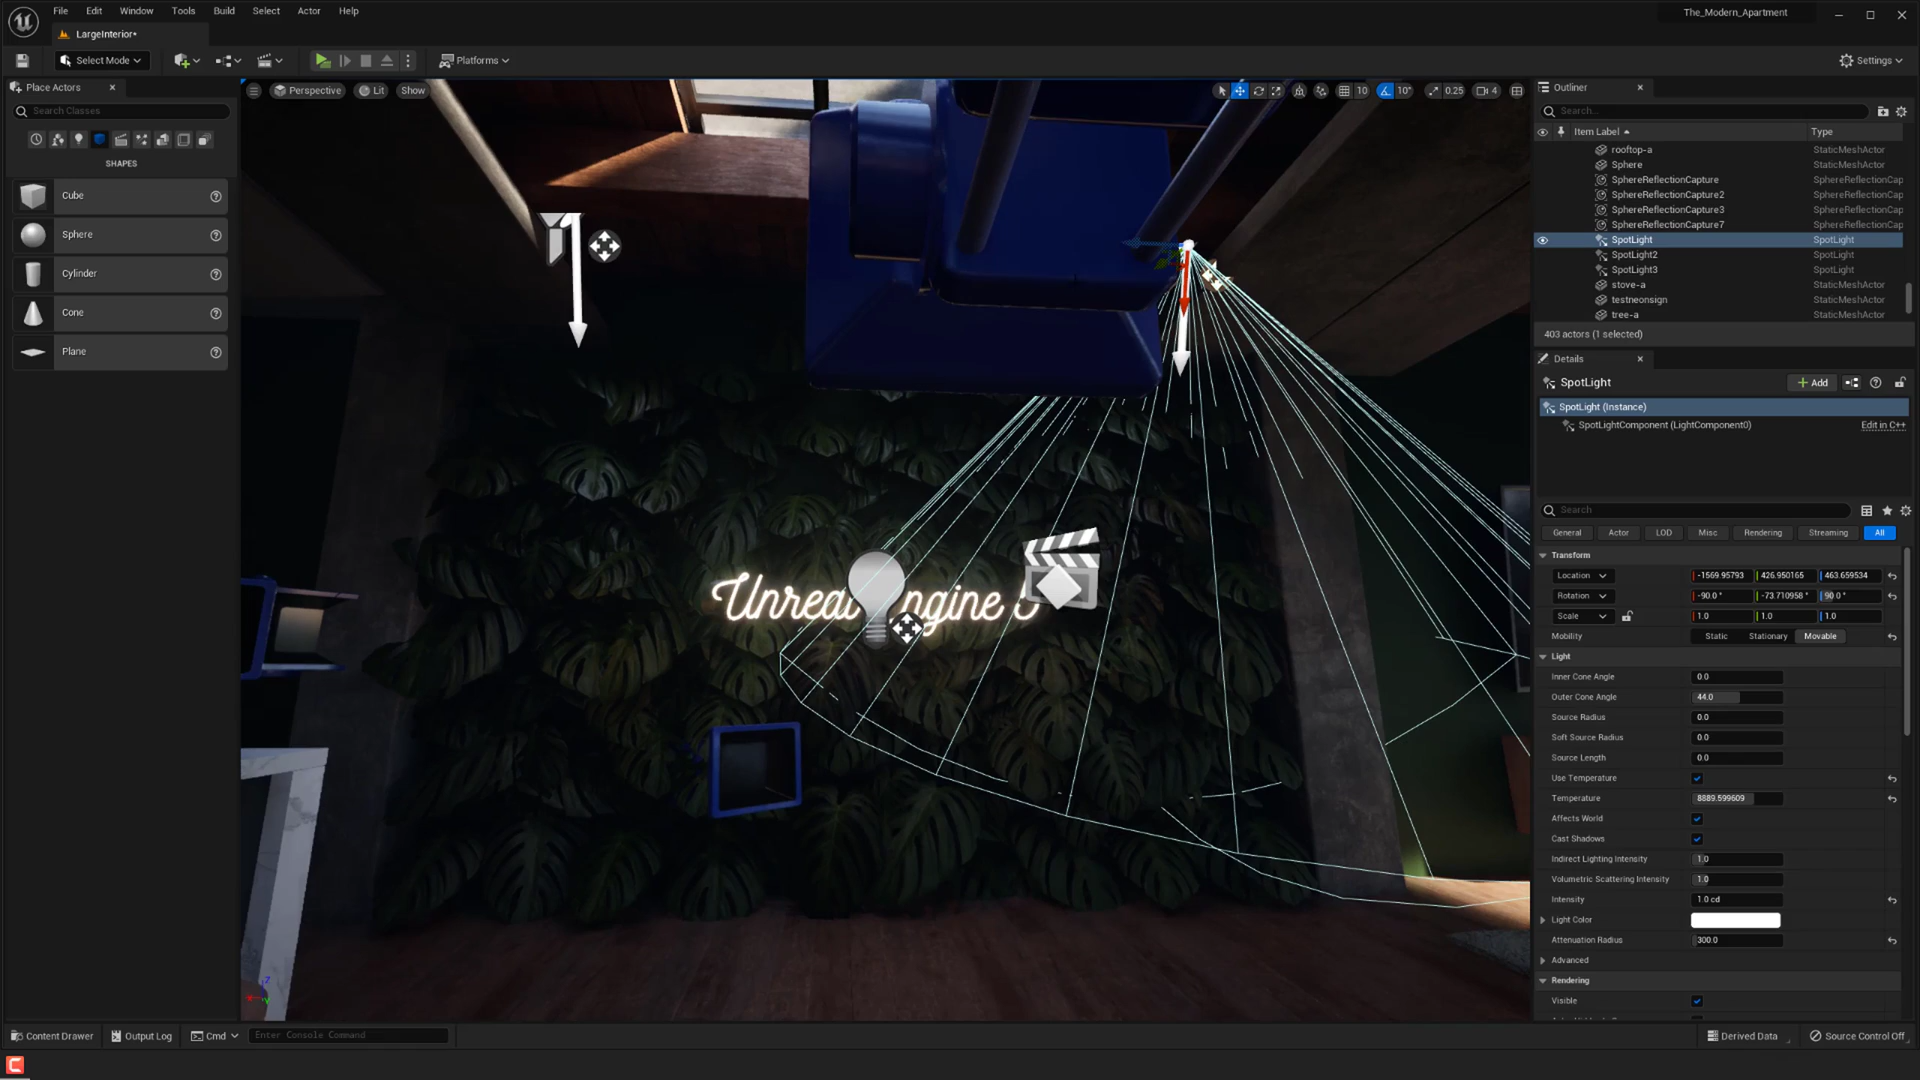 File Edit Window Tools Build Select Actor Help
The_Modern_Apartment
LargeInterior*
Select Mode
Platforms
Settings
Place Actors
Search Classes
SHAPES
Cube
Sphere
Cylinder
Cone
Plane
Perspective Lit Show
10 10° 0.25 4
Unreal Engine 5
Outliner
Search...
Item Label Type
rooftop-a StaticMeshActor
Sphere StaticMeshActor
SphereReflectionCapture SphereReflectionCap
SphereReflectionCapture2 SphereReflectionCap
SphereReflectionCapture3 SphereReflectionCap
SphereReflectionCapture7 SphereReflectionCap
SpotLight SpotLight
SpotLight2 SpotLight
SpotLight3 SpotLight
stove-a StaticMeshActor
testneonsign StaticMeshActor
tree-a StaticMeshActor
403 actors (1 selected)
Details
SpotLight
Add
SpotLight (Instance)
SpotLightComponent (LightComponent0) Edit in C++
Search
General Actor LOD Misc Rendering Streaming All
Transform
Location -1569.95793 426.950165 463.659534
Rotation -90.0° -73.710958° 90.0°
Scale 1.0 1.0 1.0
Mobility Static Stationary Movable
Light
Inner Cone Angle 0.0
Outer Cone Angle 44.0
Source Radius 0.0
Soft Source Radius 0.0
Source Length 0.0
Use Temperature
Temperature 8889.599609
Affects World
Cast Shadows
Indirect Lighting Intensity 1.0
Volumetric Scattering Intensity 1.0
Intensity 1.0 cd
Light Color
Attenuation Radius 300.0
Advanced
Rendering
Visible
Content Drawer Output Log Cmd Enter Console Command
Derived Data Source Control Off